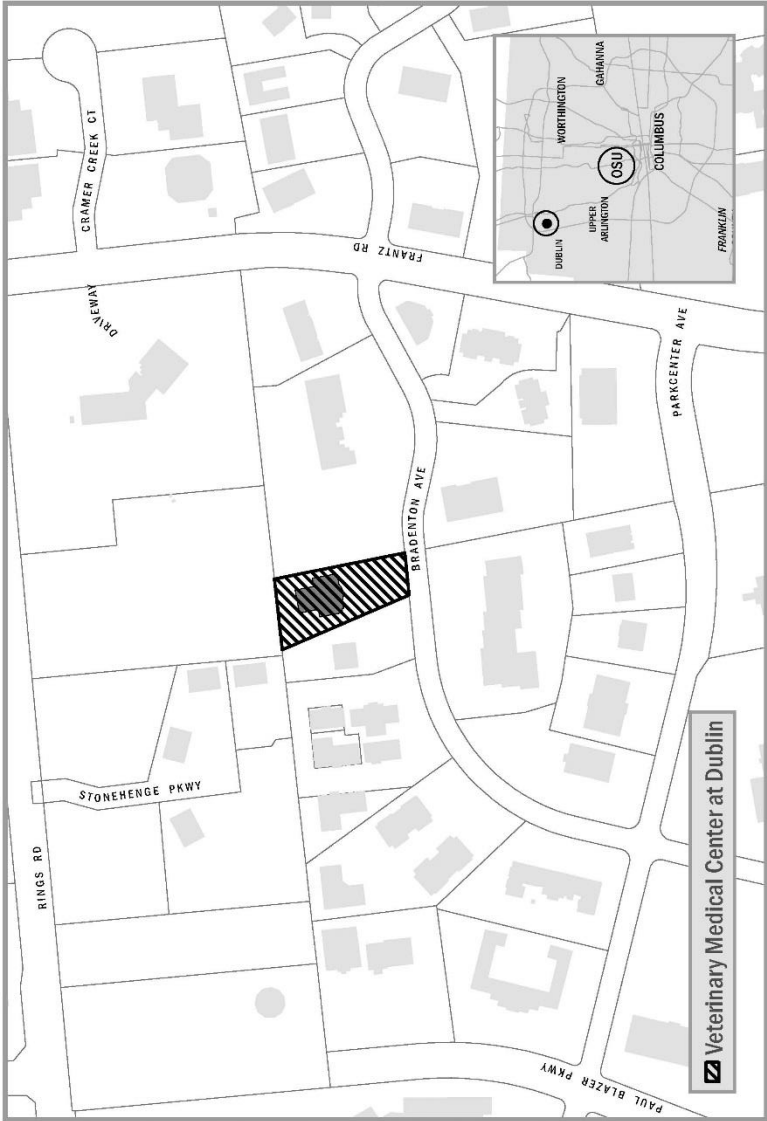 CRAMER CREEK CT
DRIVEWAY
FRANTZ RD
RINGS RD
STONEHENGE PKWY
BRADENTON AVE
PARKCENTER AVE
PAUL BLAZER PKWY
DUBLIN
WORTHINGTON
GAHANNA
UPPER
ARLINGTON
OSU
COLUMBUS
FRANKLIN
Veterinary Medical Center at Dublin